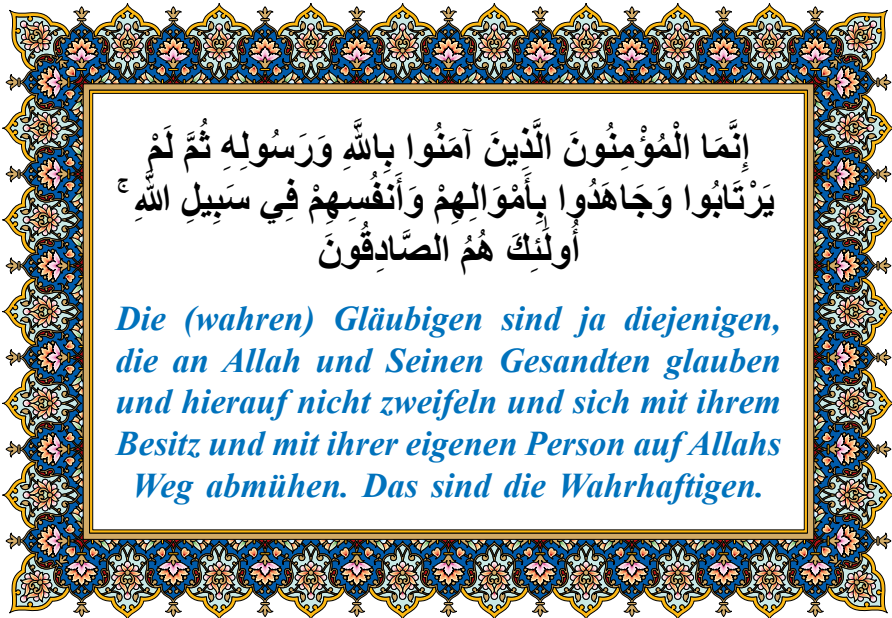 إِنَّمَا الْمُؤْمِنُونَ الَّذِينَ آمَنُوا بِاللَّهِ وَرَسُولِهِ ثُمَّ لَمْ
يَرْتَابُوا وَجَاهَدُوا بِأَمْوَالِهِمْ وَأَنفُسِهِمْ فِي سَبِيلِ اللَّهِ ۚ
أُولَٰئِكَ هُمُ الصَّادِقُونَ
Die (wahren) Gläubigen sind ja diejenigen,
die an Allah und Seinen Gesandten glauben
und hierauf nicht zweifeln und sich mit ihrem
Besitz und mit ihrer eigenen Person auf Allahs
Weg abmühen. Das sind die Wahrhaftigen.